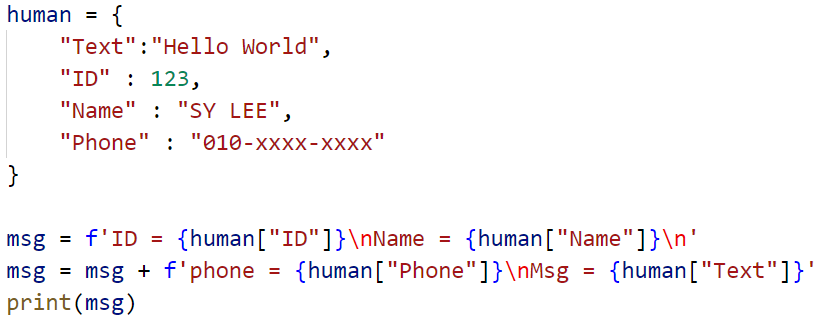 human = {
    "Text":"Hello World",
    "ID" : 123,
    "Name" : "SY LEE",
    "Phone" : "010-xxxx-xxxx"
}

msg = f'ID = {human["ID"]}\nName = {human["Name"]}\n'
msg = msg + f'phone = {human["Phone"]}\nMsg = {human["Text"]}'
print(msg)